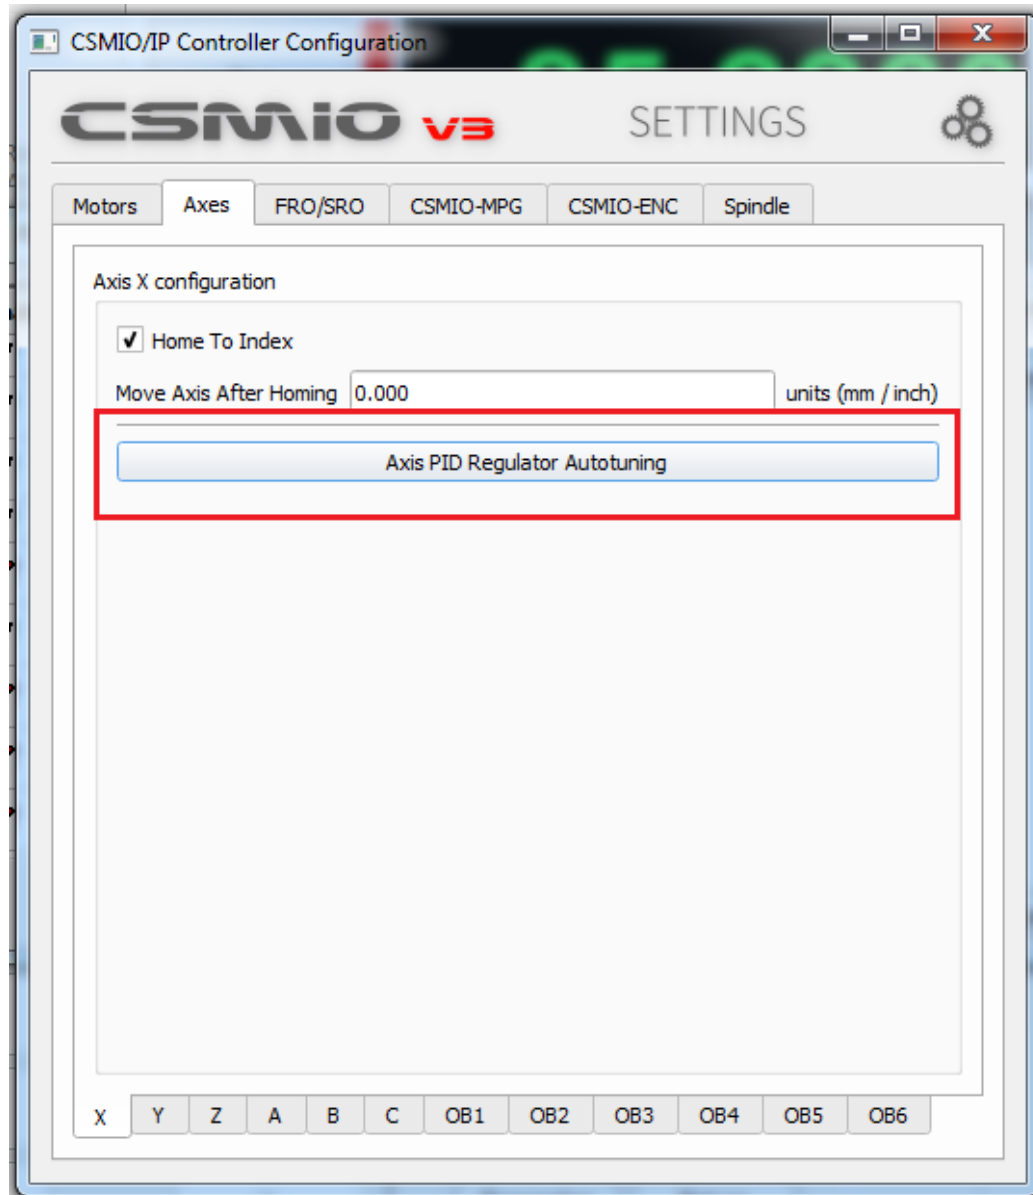 CSMIO/IP Controller Configuration
CSMIO V3 SETTINGS
Motors Axes FRO/SRO CSMIO-MPG CSMIO-ENC Spindle
Axis X configuration
Home To Index
Move Axis After Homing 0.000 units (mm / inch)
Axis PID Regulator Autotuning
X Y Z A B C OB1 OB2 OB3 OB4 OB5 OB6